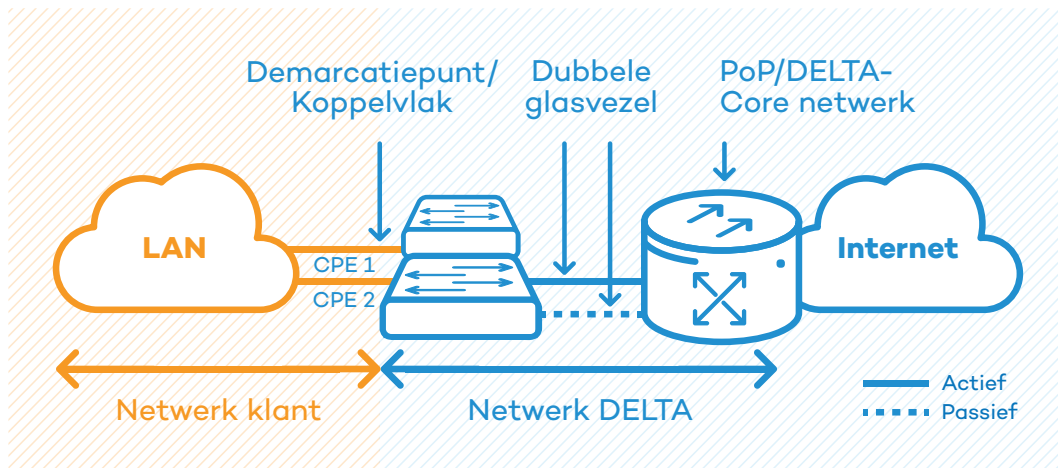 Demarcatiepunt/
Koppelvlak
Dubbele
glasvezel
PoP/DELTA-
Core netwerk
LAN
CPE 1
CPE 2
Internet
Netwerk klant
Netwerk DELTA
Actief
Passief